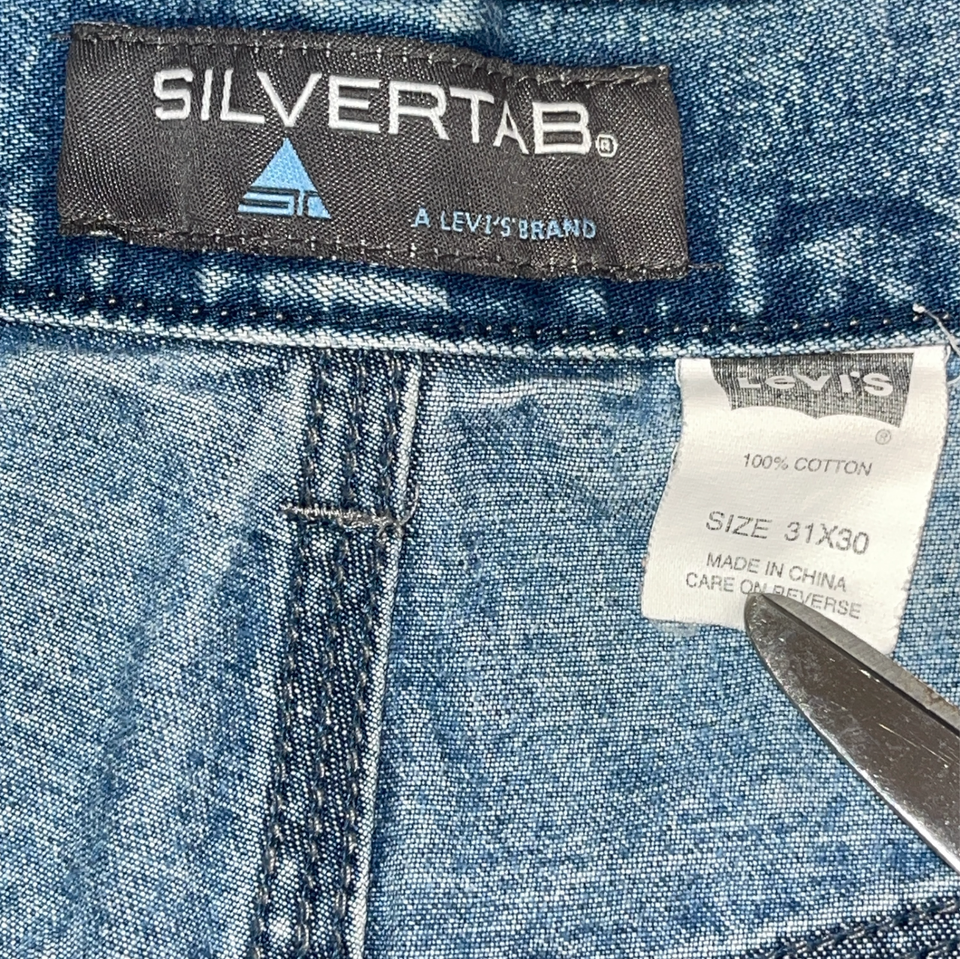 SILVERTAB®
ST
A LEVI'S BRAND
LEVI'S
®
100% COTTON
SIZE 31X30
MADE IN CHINA
CARE ON REVERSE